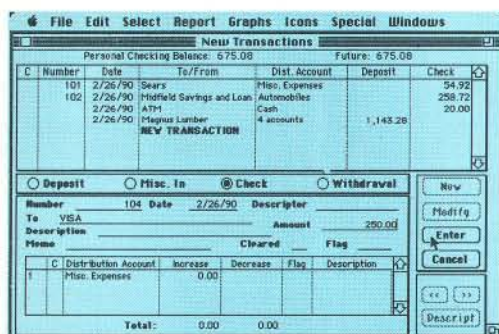 File Edit Select Report Graphs Icons Special Windows
New Transactions
Personal Checking Balance: 675.08 Future: 675.08
C Number Date To/From Dist. Account Deposit Check
101 2/26/90 Sears Misc. Expenses 54.92
102 2/26/90 Midfield Savings and Loan Automobiles 258.72
2/26/90 ATM Cash 20.00
2/26/90 Magnus Lumber 4 accounts 1,143.28
NEW TRANSACTION
Deposit Misc. In Check Withdrawal
Number 104 Date 2/26/90 Descriptor
To VISA Amount 250.00
Description
Memo Cleared Flag
C Distribution Account Increase Decrease Flag Description
1 Misc. Expenses 0.00
Total: 0.00 0.00
New
Modify
Enter
Cancel
<< >>
Descript